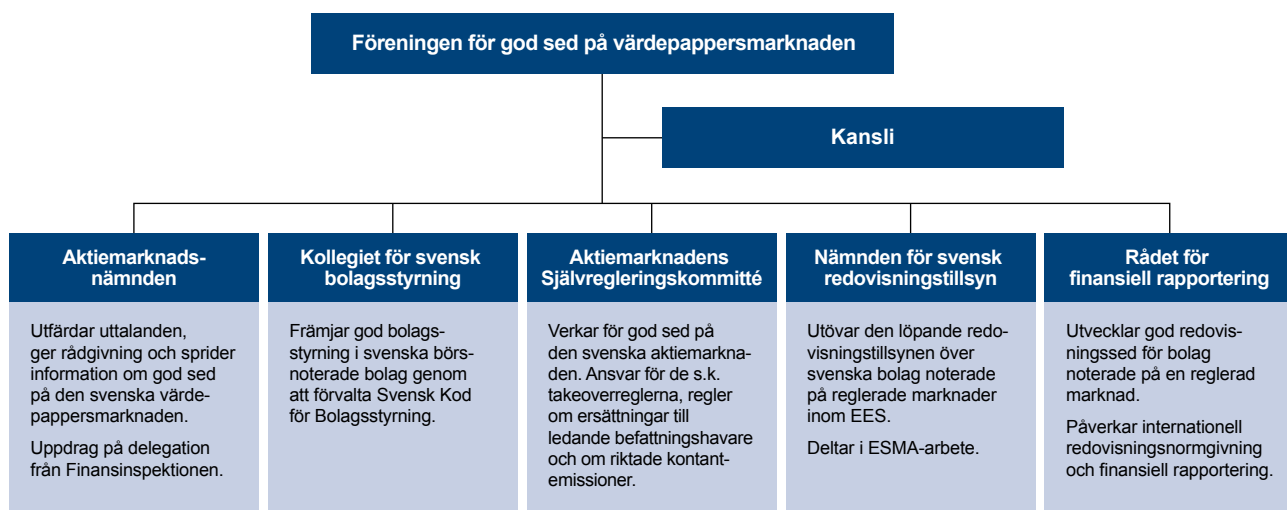 Föreningen för god sed på värdepappersmarknaden
Kansli
Aktiemarknads-
nämnden
Utfärdar uttalanden,
ger rådgivning och sprider
information om god sed
på den svenska värde-
pappersmarknaden.
Uppdrag på delegation
från Finansinspektionen.
Kollegiet för svensk
bolagsstyrning
Främjar god bolags-
styrning i svenska börs-
noterade bolag genom
att förvalta Svensk Kod
för Bolagsstyrning.
Aktiemarknadens
Självregleringskommitté
Verkar för god sed på
den svenska aktiemarkna-
den. Ansvar för de s.k.
takeoverreglerna, regler
om ersättningar till
ledande befattningshavare
och om riktade kontant-
emissioner.
Nämnden för svensk
redovisningstillsyn
Utövar den löpande redo-
visningstillsynen över
svenska bolag noterade
på reglerade marknader
inom EES.
Deltar i ESMA-arbete.
Rådet för
finansiell rapportering
Utvecklar god redovis-
ningssed för bolag
noterade på en reglerad
marknad.
Påverkar internationell
redovisningsnormgivning
och finansiell rapportering.